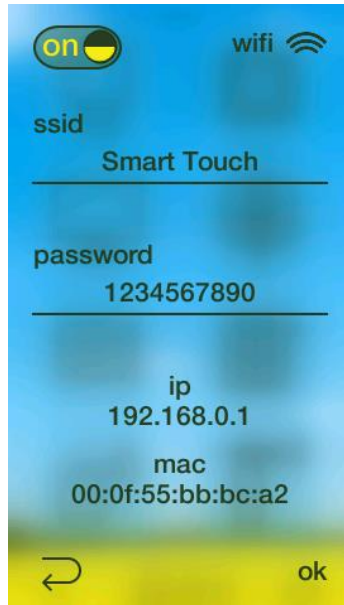 on
wifi
ssid
Smart Touch
password
1234567890
ip
192.168.0.1
mac
00:0f:55:bb:bc:a2
ok